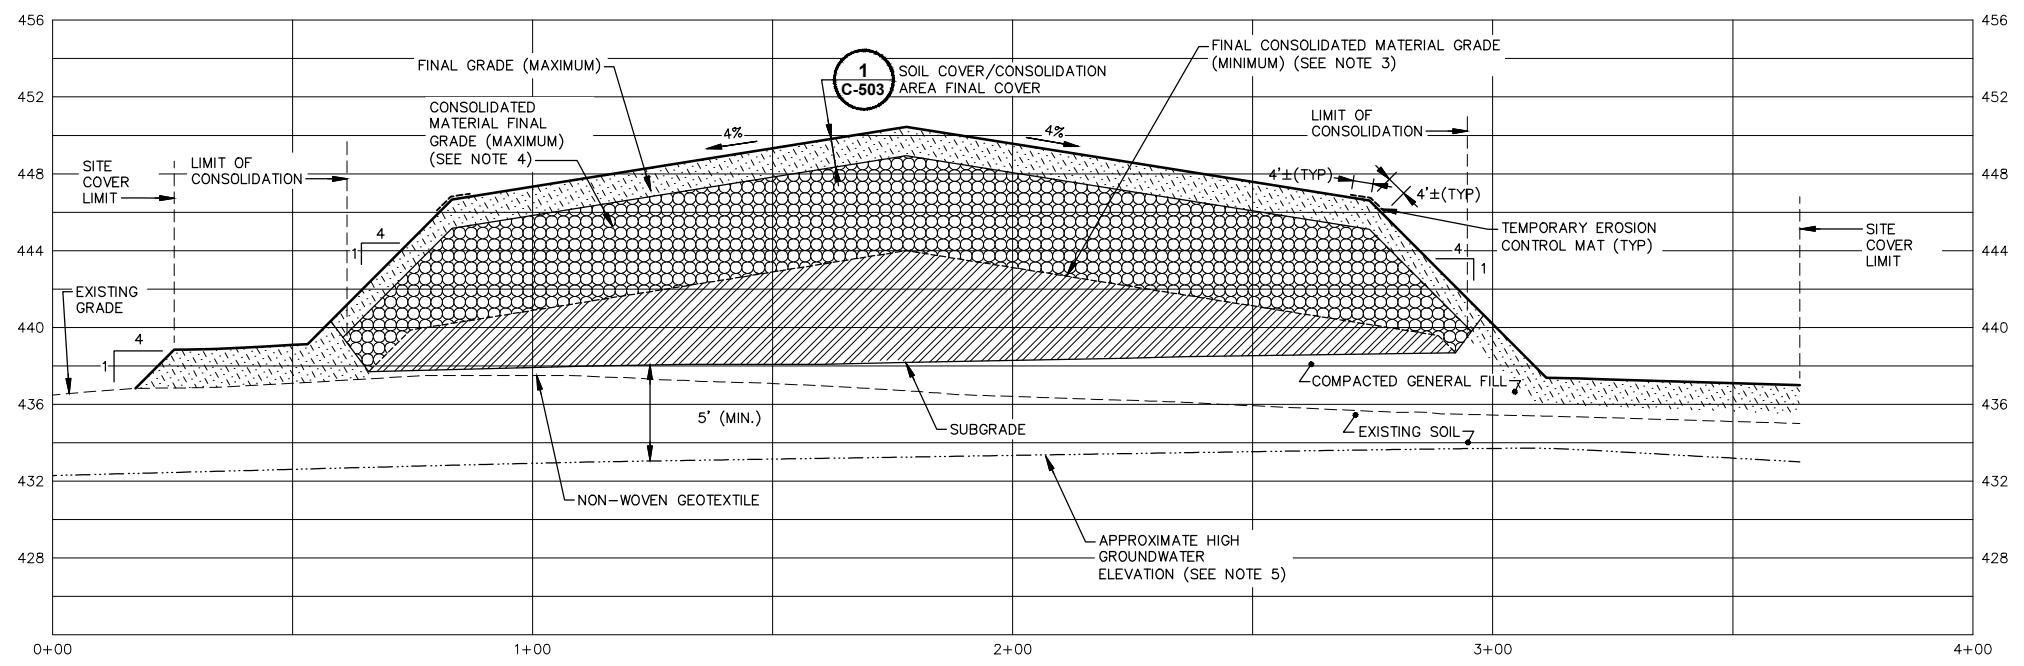 456
456
FINAL GRADE (MAXIMUM)
1
C-503
SOIL COVER/CONSOLIDATION
AREA FINAL COVER
FINAL CONSOLIDATED MATERIAL GRADE
(MINIMUM) (SEE NOTE 3)
452
452
CONSOLIDATED
MATERIAL FINAL
GRADE (MAXIMUM)
(SEE NOTE 4)
4%
4%
LIMIT OF
CONSOLIDATION
SITE
COVER
LIMIT
LIMIT OF
CONSOLIDATION
448
448
4'±(TYP)
4'±(TYP)
TEMPORARY EROSION
CONTROL MAT (TYP)
SITE
COVER
LIMIT
4
1
4
1
444
444
EXISTING
GRADE
440
440
4
1
COMPACTED GENERAL FILL
436
436
5' (MIN.)
SUBGRADE
EXISTING SOIL
432
432
NON-WOVEN GEOTEXTILE
APPROXIMATE HIGH
GROUNDWATER
ELEVATION (SEE NOTE 5)
428
428
0+00
1+00
2+00
3+00
4+00